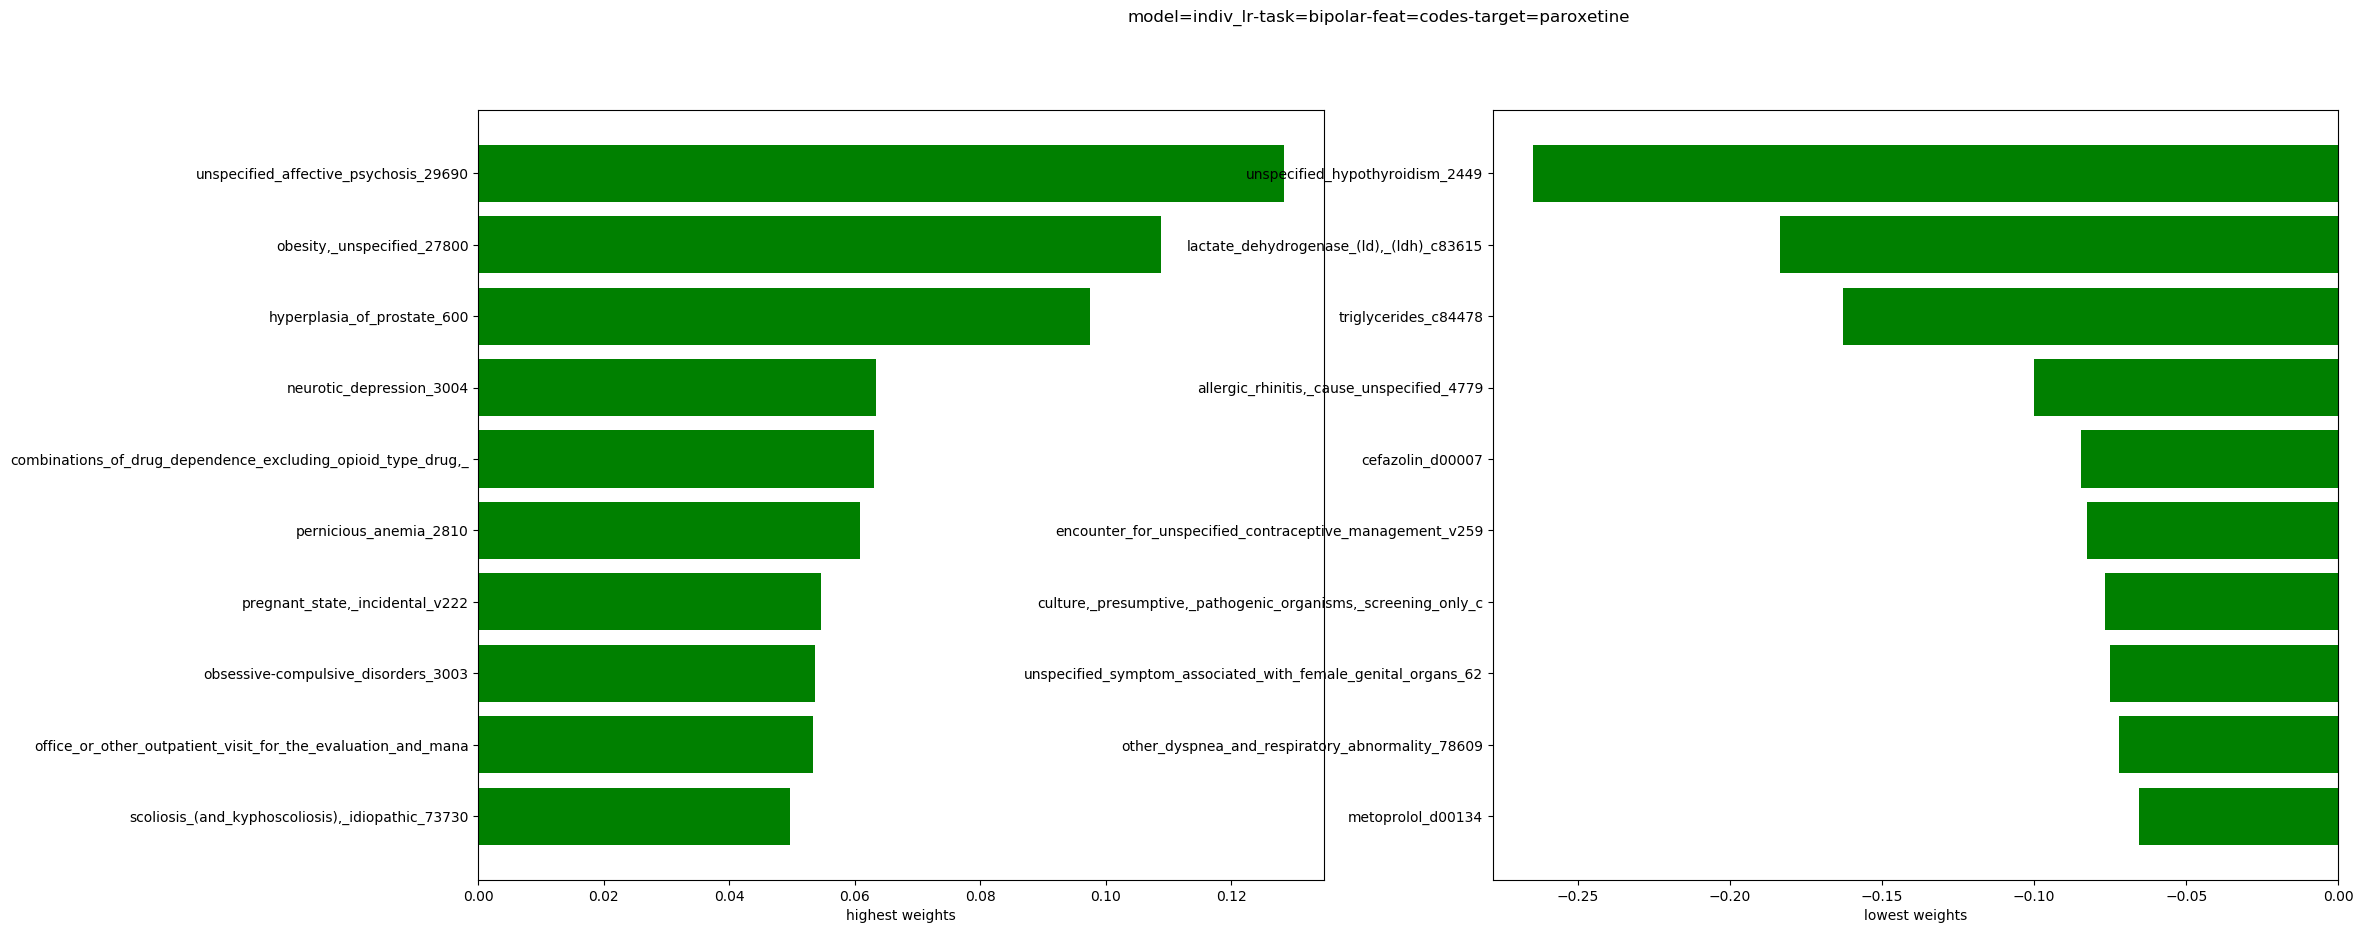 model=indiv_lr-task=bipolar-feat=codes-target=paroxetine
unspecified_affective_psychosis_29690
obesity,_unspecified_27800
hyperplasia_of_prostate_600
neurotic_depression_3004
combinations_of_drug_dependence_excluding_opioid_type_drug,_
pernicious_anemia_2810
pregnant_state,_incidental_v222
obsessive-compulsive_disorders_3003
office_or_other_outpatient_visit_for_the_evaluation_and_mana
scoliosis_(and_kyphoscoliosis),_idiopathic_73730
0.00 0.02 0.04 0.06 0.08 0.10 0.12
highest weights
unspecified_hypothyroidism_2449
lactate_dehydrogenase_(ld),_(ldh)_c83615
triglycerides_c84478
allergic_rhinitis,_cause_unspecified_4779
cefazolin_d00007
encounter_for_unspecified_contraceptive_management_v259
culture,_presumptive,_pathogenic_organisms,_screening_only_c
unspecified_symptom_associated_with_female_genital_organs_62
other_dyspnea_and_respiratory_abnormality_78609
metoprolol_d00134
−0.25 −0.20 −0.15 −0.10 −0.05 0.00
lowest weights